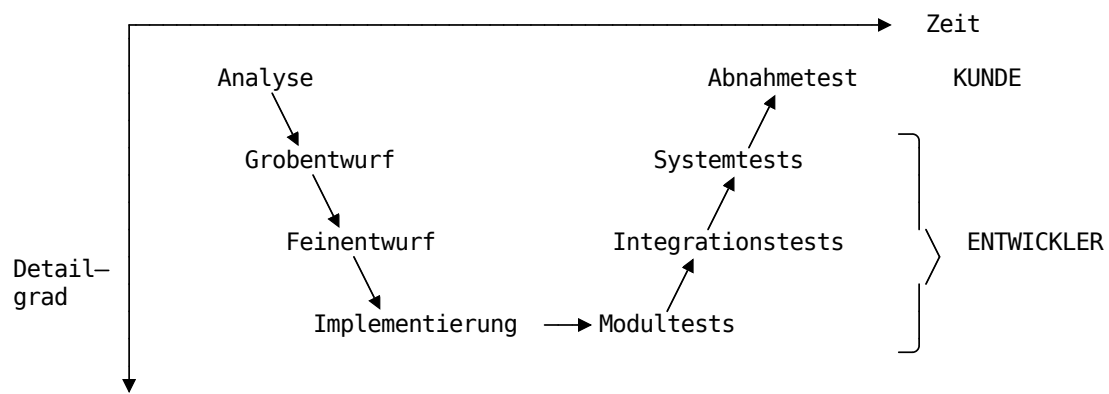 Zeit
Analyse Abnahmetest KUNDE
Grobentwurf Systemtests
Feinentwurf Integrationstests ENTWICKLER
Detail–
grad
Implementierung Modultests